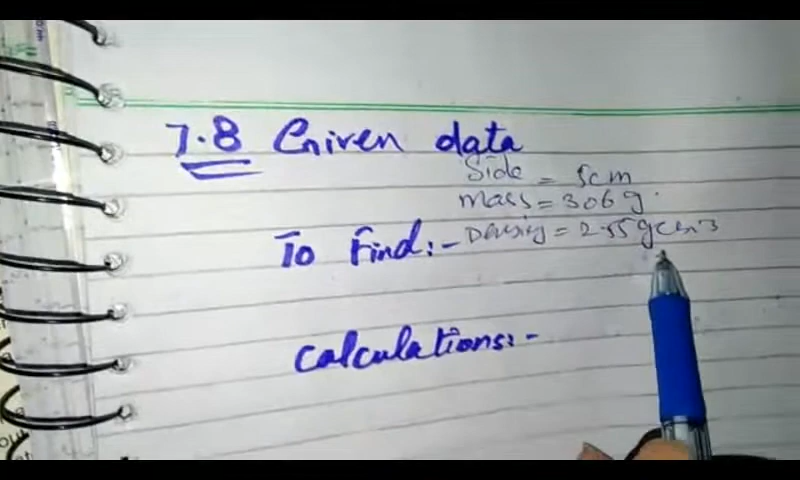 7.8 Given data
Side = 5cm
mass = 306 g.
To Find:- Density = 2.55 gcm-3
Calculations:-